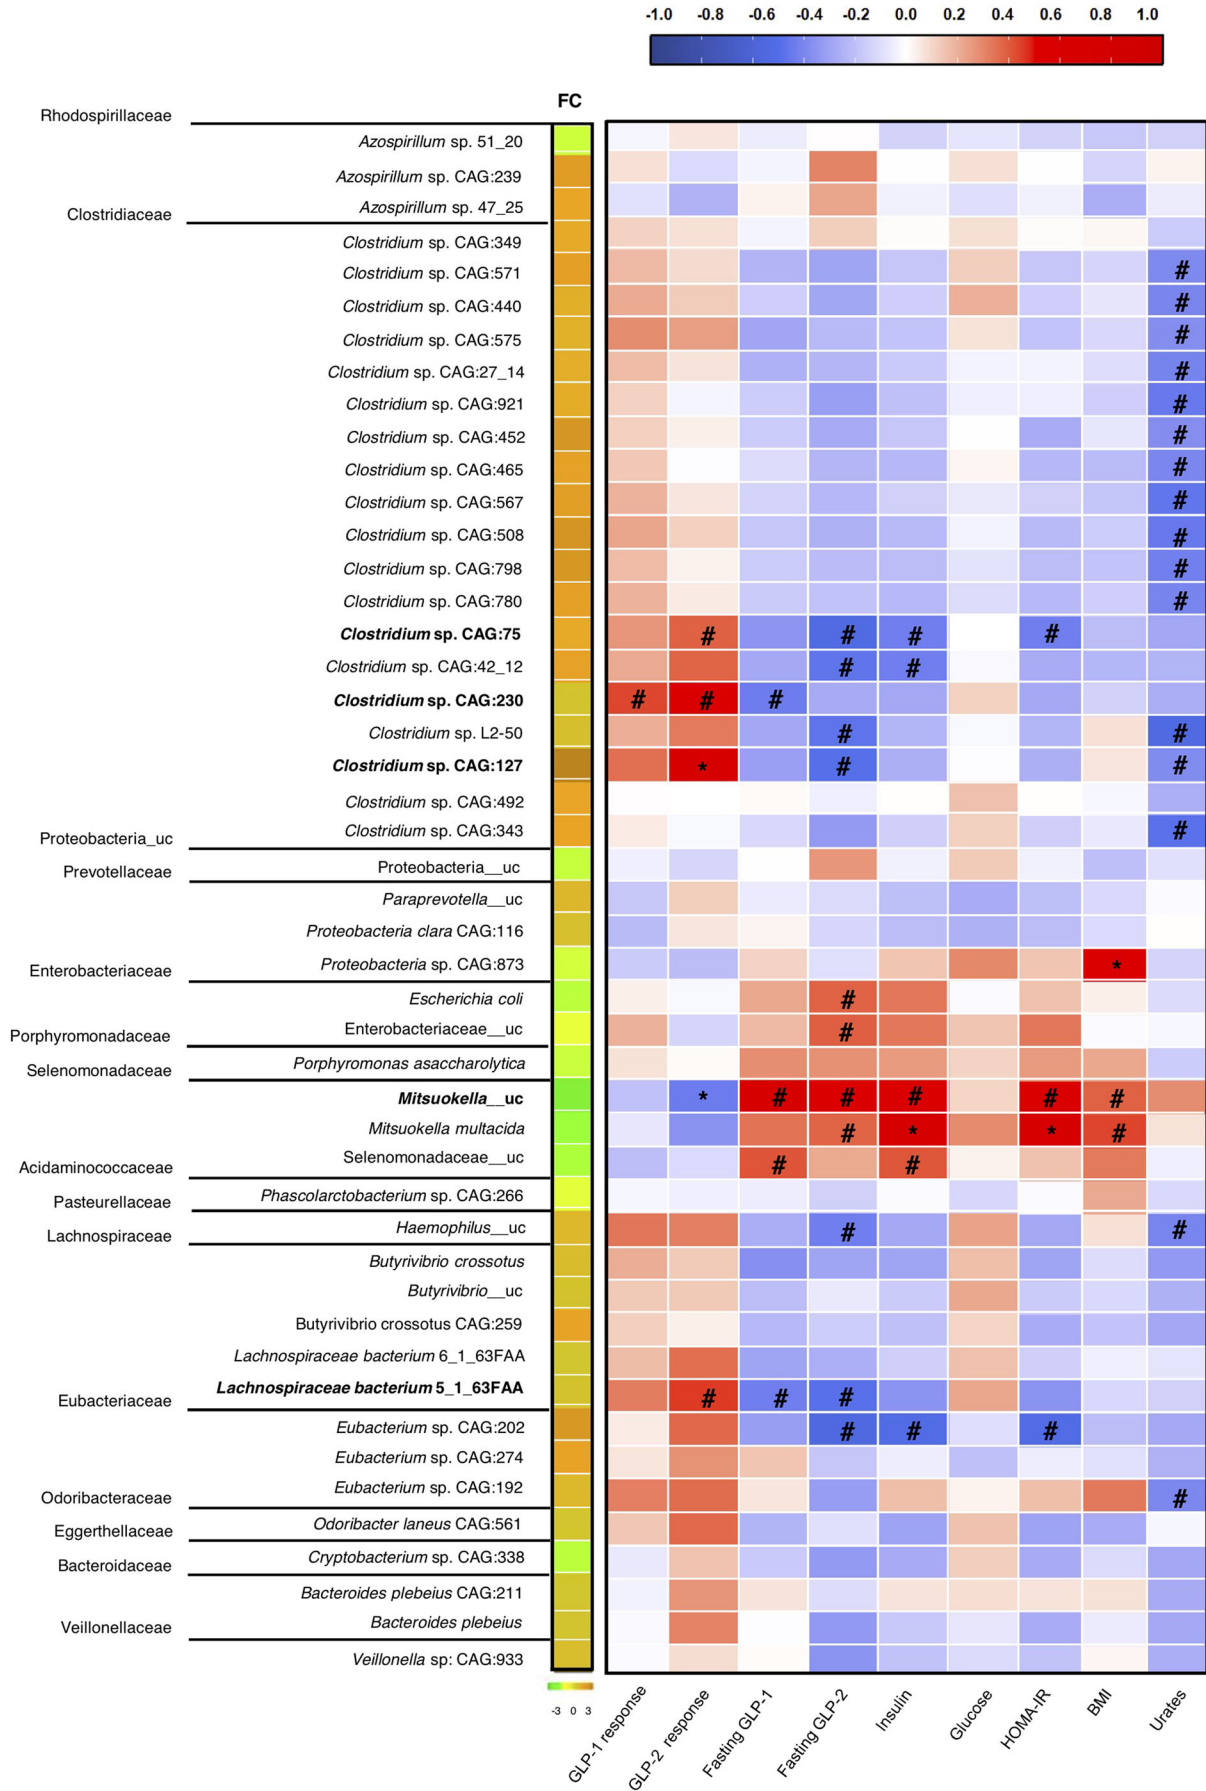 -1.0 -0.8 -0.6 -0.4 -0.2 0.0 0.2 0.4 0.6 0.8 1.0
FC
Rhodospirillaceae
Azospirillum sp. 51_20
Azospirillum sp. CAG:239
Azospirillum sp. 47_25
Clostridiaceae
Clostridium sp. CAG:349
Clostridium sp. CAG:571 #
Clostridium sp. CAG:440 #
Clostridium sp. CAG:575 #
Clostridium sp. CAG:27_14 #
Clostridium sp. CAG:921 #
Clostridium sp. CAG:452 #
Clostridium sp. CAG:465 #
Clostridium sp. CAG:567 #
Clostridium sp. CAG:508 #
Clostridium sp. CAG:798 #
Clostridium sp. CAG:780 #
Clostridium sp. CAG:75 # # # #
Clostridium sp. CAG:42_12 # #
Clostridium sp. CAG:230 # # #
Clostridium sp. L2-50 # #
Clostridium sp. CAG:127 * # #
Clostridium sp. CAG:492
Clostridium sp. CAG:343 #
Proteobacteria_uc
Proteobacteria__uc
Prevotellaceae
Paraprevotella__uc
Proteobacteria clara CAG:116
Proteobacteria sp. CAG:873 *
Enterobacteriaceae
Escherichia coli #
Enterobacteriaceae__uc #
Porphyromonadaceae
Porphyromonas asaccharolytica
Selenomonadaceae
Mitsuokella__uc * # # # # #
Mitsuokella multacida # * * #
Selenomonadaceae__uc # #
Acidaminococcaceae
Phascolarctobacterium sp. CAG:266
Pasteurellaceae
Haemophilus__uc # #
Lachnospiraceae
Butyrivibrio crossotus
Butyrivibrio__uc
Butyrivibrio crossotus CAG:259
Lachnospiraceae bacterium 6_1_63FAA
Lachnospiraceae bacterium 5_1_63FAA # # #
Eubacteriaceae
Eubacterium sp. CAG:202 # # #
Eubacterium sp. CAG:274
Eubacterium sp. CAG:192 #
Odoribacteraceae
Odoribacter laneus CAG:561
Eggerthellaceae
Cryptobacterium sp. CAG:338
Bacteroidaceae
Bacteroides plebeius CAG:211
Bacteroides plebeius
Veillonellaceae
Veillonella sp: CAG:933
-3 0 3
GLP-1 response
GLP-2 response
Fasting GLP-1
Fasting GLP-2
Insulin
Glucose
HOMA-IR
BMI
Urates